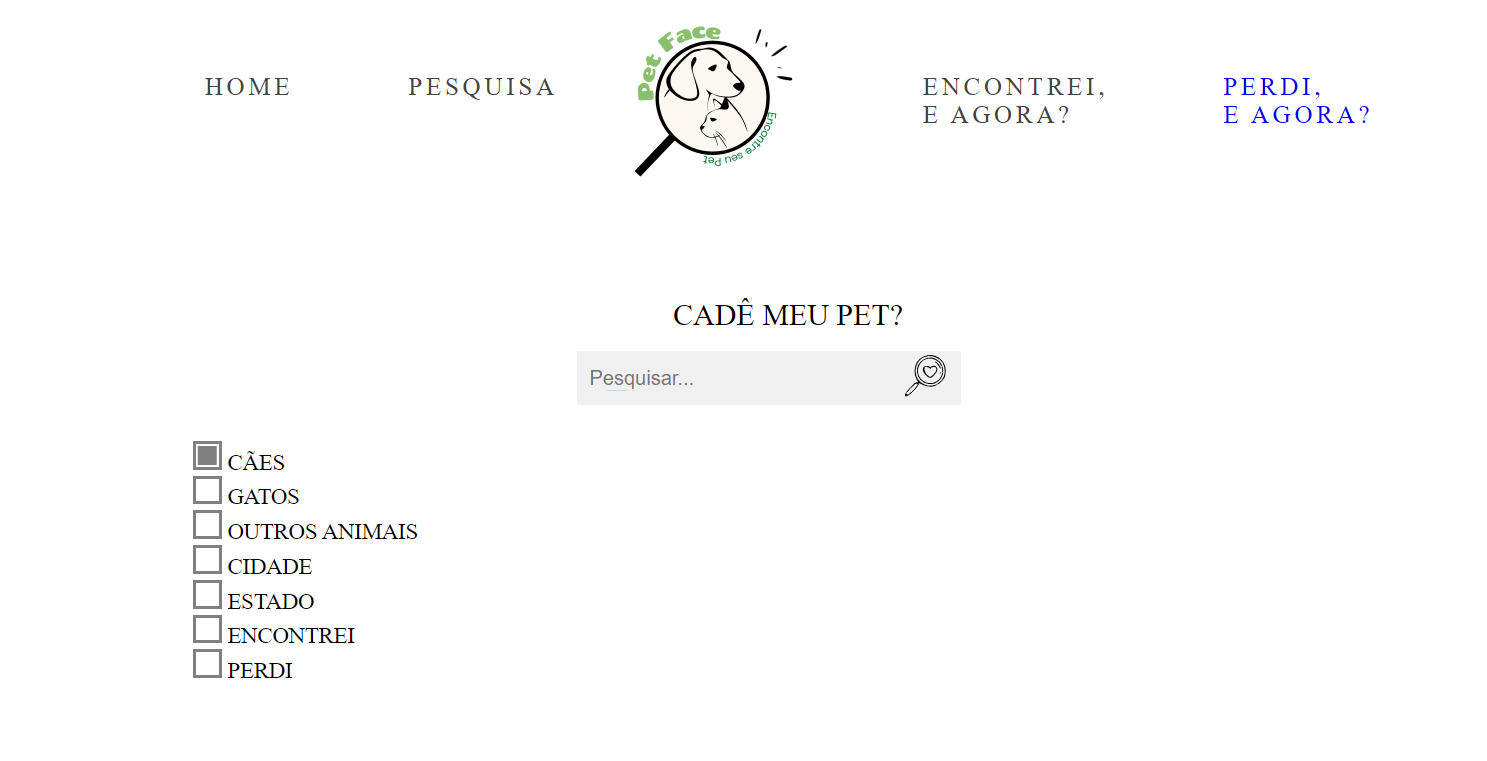 HOME
PESQUISA
Pet Face
Encontre seu Pet
ENCONTREI,
E AGORA?
PERDI,
E AGORA?
CADÊ MEU PET?
Pesquisar...
CÃES
GATOS
OUTROS ANIMAIS
CIDADE
ESTADO
ENCONTREI
PERDI